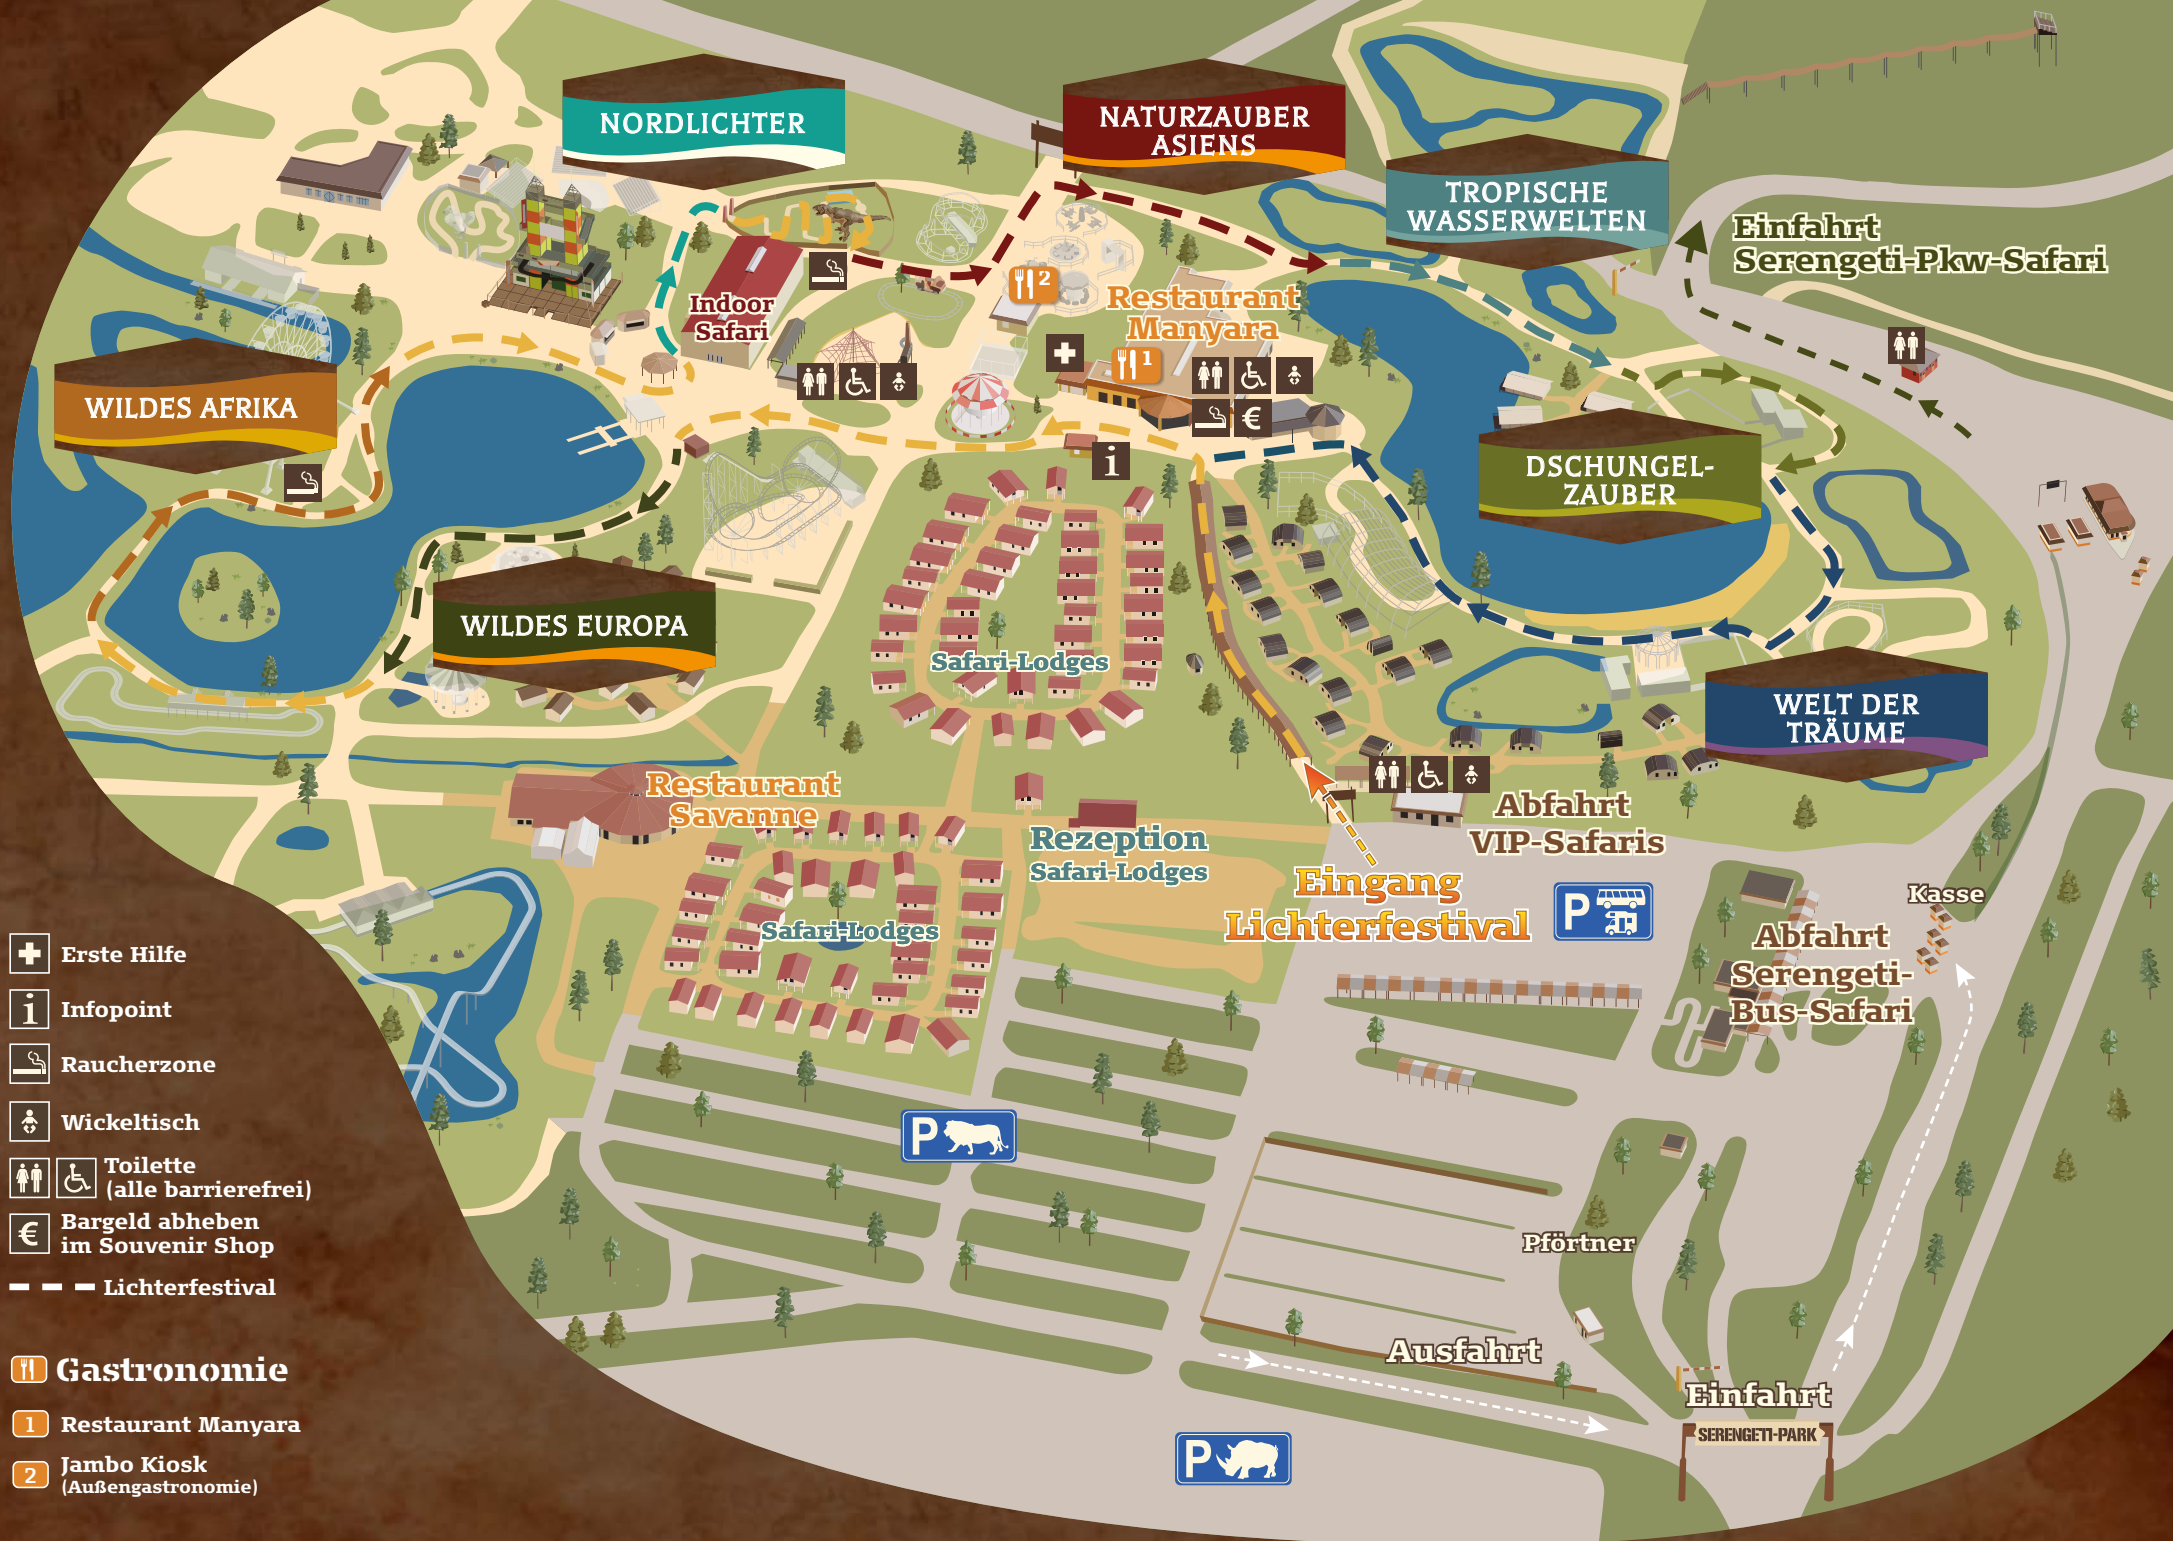 NORDLICHTER
NATURZAUBER
ASIENS
TROPISCHE
WASSERWELTEN
Einfahrt
Serengeti-Pkw-Safari
Indoor
Safari
2
Restaurant
Manyara
1
€
i
WILDES AFRIKA
DSCHUNGEL-
ZAUBER
WILDES EUROPA
Safari-Lodges
WELT DER
TRÄUME
Restaurant
Savanne
Rezeption
Safari-Lodges
Safari-Lodges
Abfahrt
VIP-Safaris
Eingang
Lichterfestival
P
Kasse
Abfahrt
Serengeti-
Bus-Safari
P
Pförtner
Ausfahrt
Einfahrt
SERENGETI-PARK
P
Erste Hilfe
i Infopoint
Raucherzone
Wickeltisch
Toilette
(alle barrierefrei)
€ Bargeld abheben
im Souvenir Shop
Lichterfestival
Gastronomie
1 Restaurant Manyara
2 Jambo Kiosk
(Außengastronomie)